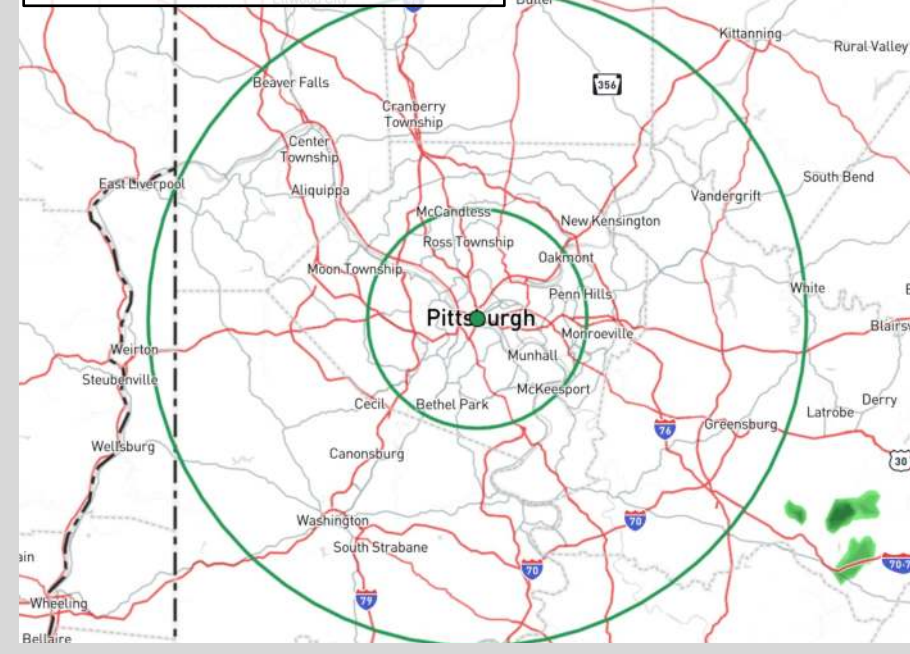 Butler
Kittanning
Rural Valley
Beaver Falls
356
Cranberry
Township
Center
Township
East Liverpool
Aliquippa
South Bend
Vandergrift
McCandless
New Kensington
Ross Township
Oakmont
Moon Township
White
Penn Hills
Pittsburgh
Monroeville
Weirton
Munhall
Steubenville
McKeesport
Cecil
Bethel Park
Derry
Latrobe
76
Greensburg
Wellsburg
Canonsburg
30
Washington
70
South Strabane
70
79
Wheeling
Bellaire